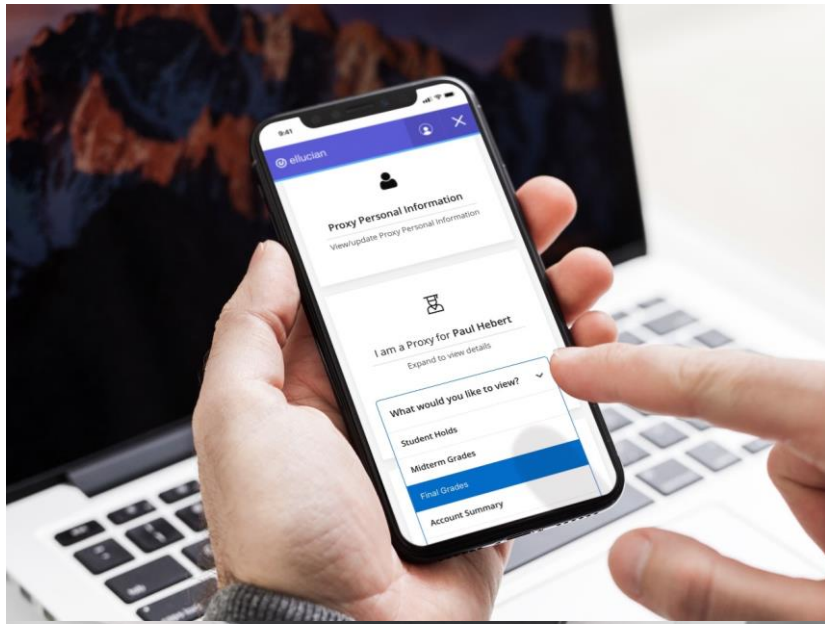 9:41
ellucian
Proxy Personal Information
View/update Proxy Personal Information
I am a Proxy for Paul Hebert
Expand to view details
What would you like to view?
Student Holds
Midterm Grades
Final Grades
Account Summary
tab